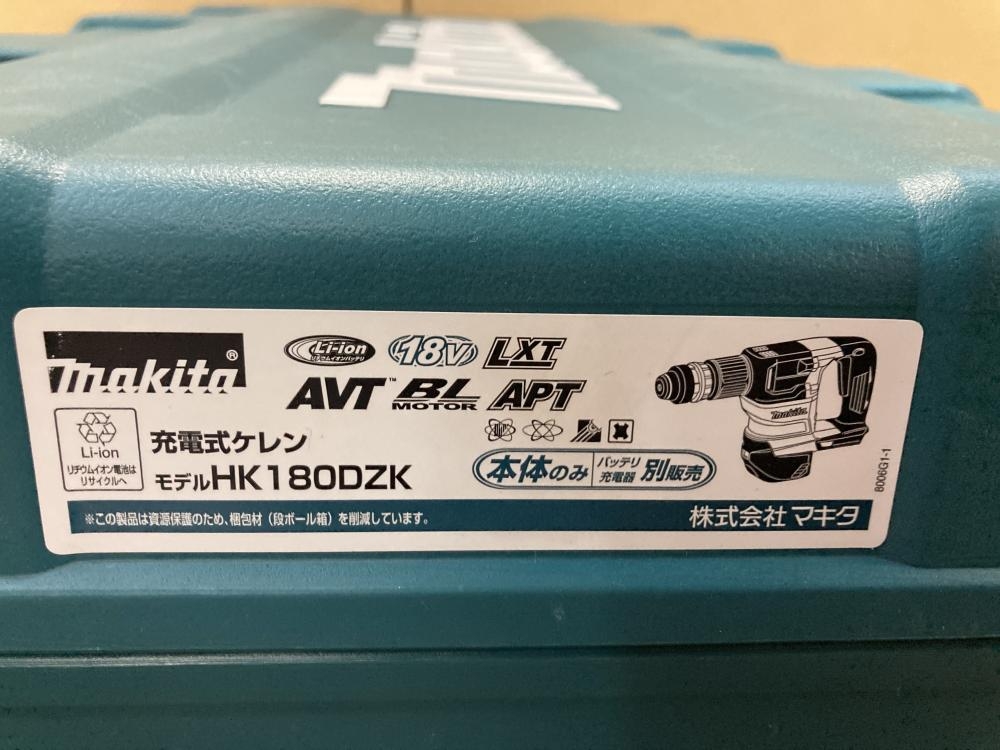 makita
makita®
Li-ion
リチウムイオンバッテリ
18V
LXT
AVT™
BL MOTOR
APT
makita
Li-ion
リチウムイオン電池は
リサイクルへ
充電式ケレン
モデルHK180DZK
本体のみ
バッテリ
充電器
別販売
8006G1-1
※この製品は資源保護のため、梱包材（段ボール箱）を削減しています。
株式会社マキタ